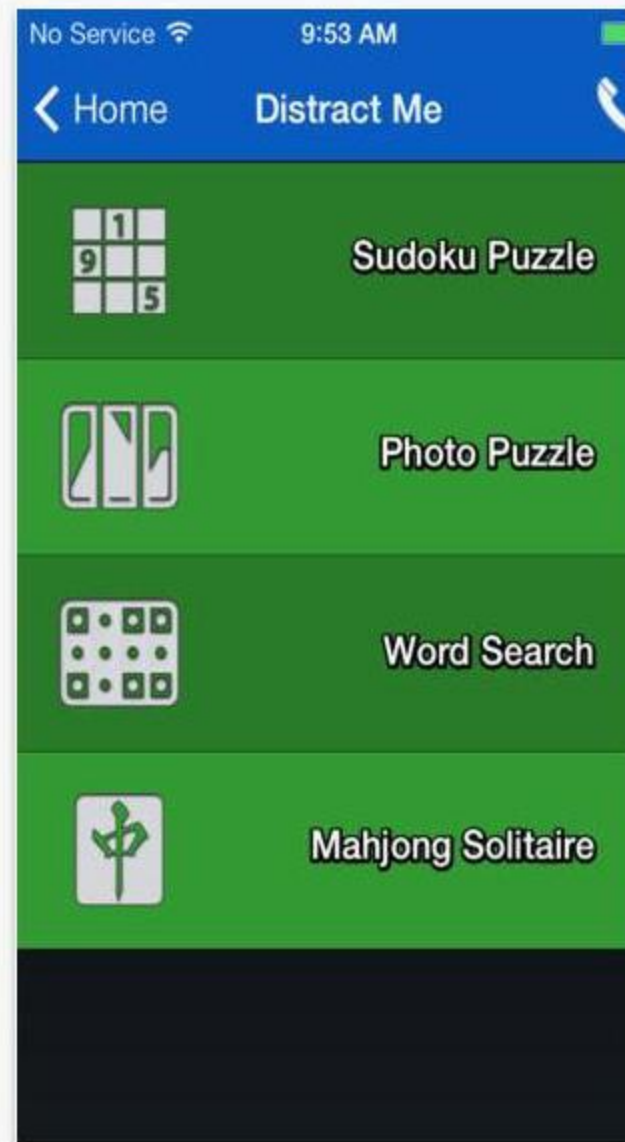 No Service 9:53 AM
Home Distract Me
1
9
5
Sudoku Puzzle
Photo Puzzle
Word Search
中
Mahjong Solitaire